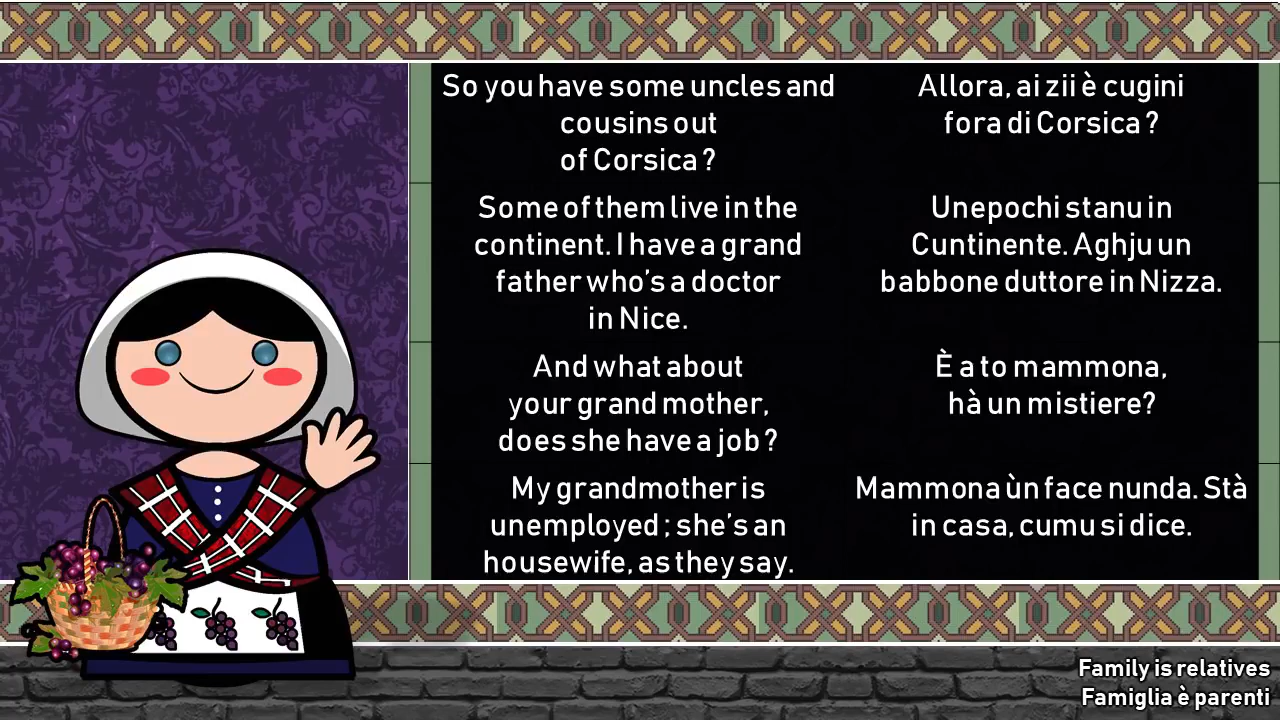 So you have some uncles and
cousins out
of Corsica ?
Allora, ai zii è cugini
fora di Corsica ?
Some of them live in the
continent. I have a grand
father who's a doctor
in Nice.
Unepochi stanu in
Cuntinente. Aghju un
babbone duttore in Nizza.
And what about
your grand mother,
does she have a job ?
È a to mammona,
hà un mistiere?
My grandmother is
unemployed ; she's an
housewife, as they say.
Mammona ùn face nunda. Stà
in casa, cumu si dice.
Family is relatives
Famiglia è parenti